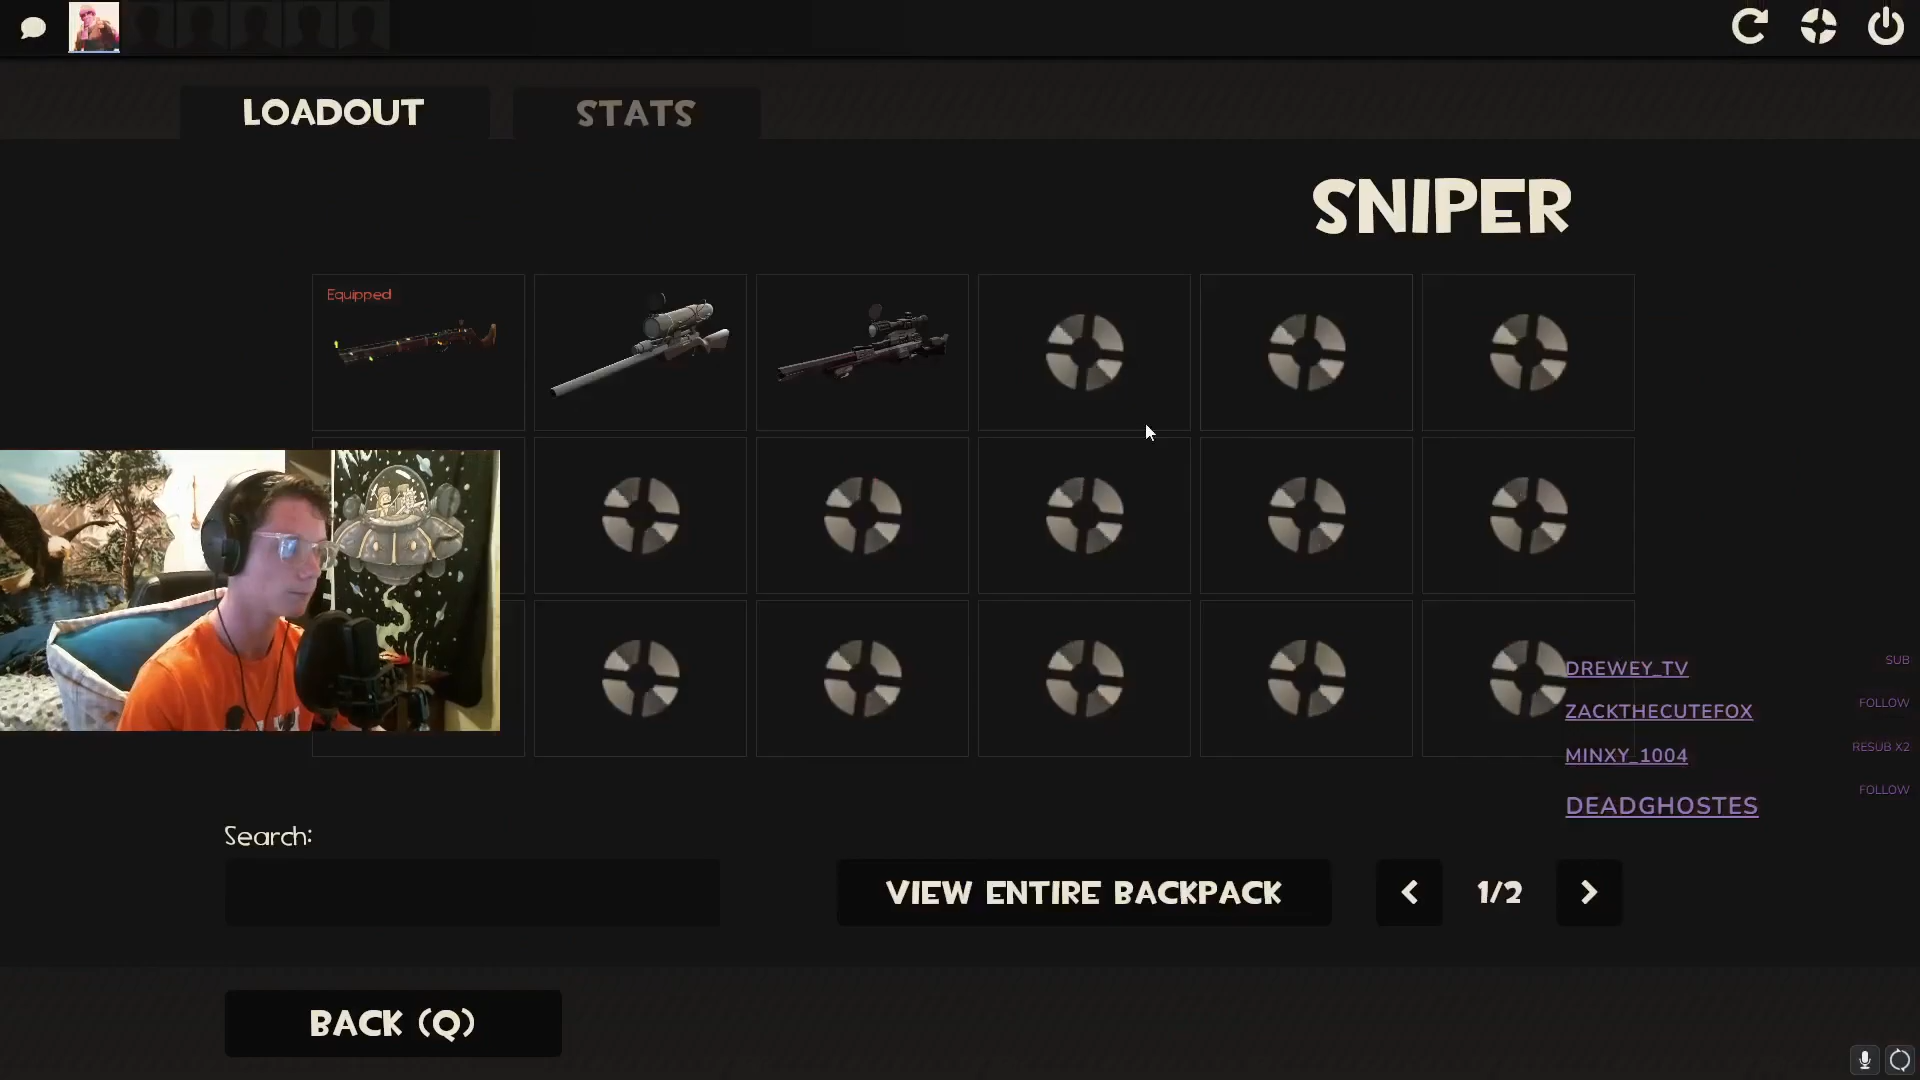 LOADOUT
STATS
SNIPER
Equipped
DREWEY_TV SUB
ZACKTHECUTEFOX FOLLOW
MINXY_1004 RESUB X2
DEADGHOSTES FOLLOW
Search:
VIEW ENTIRE BACKPACK
1/2
BACK (Q)